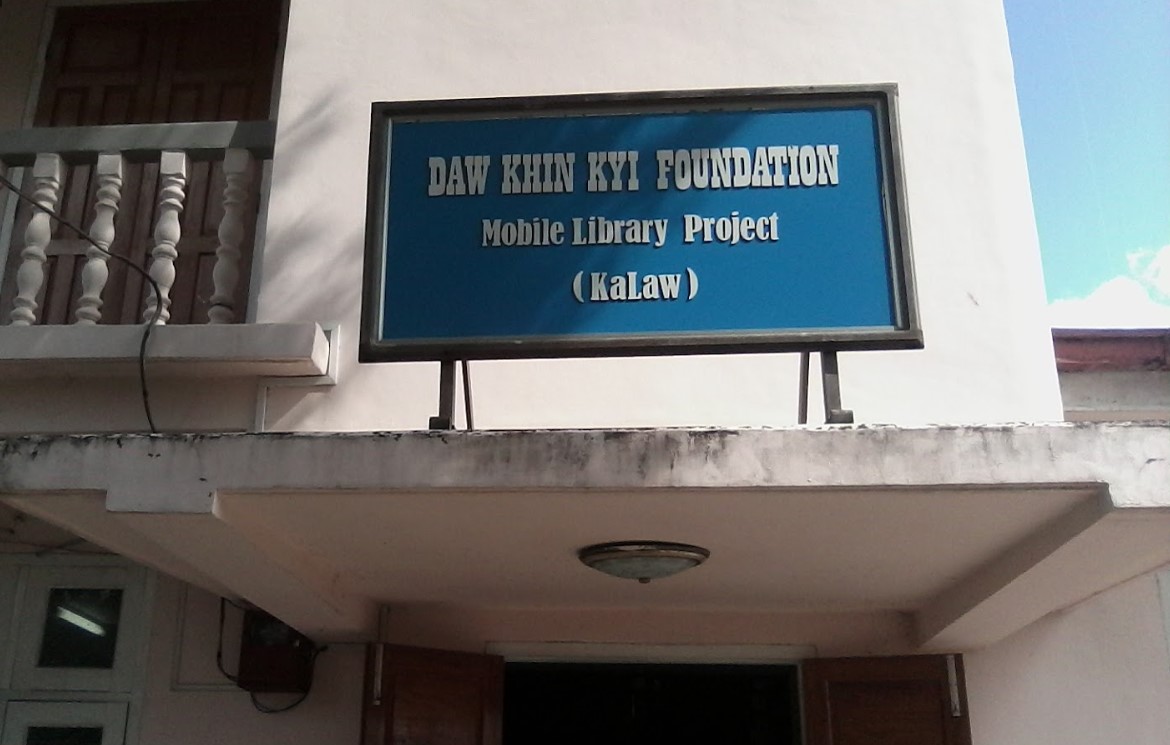 DAW KHIN KYI FOUNDATION
Mobile Library Project
(KaLaw)